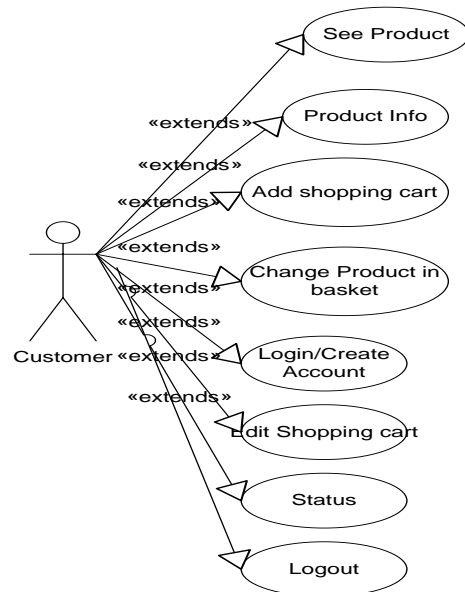 See Product
«extends»
Product Info
«extends»
Add shopping cart
«extends»
«extends»
Change Product in
basket
«extends»
«extends»
Customer
«extends»
Login/Create
Account
«extends»
Edit Shopping cart
Status
Logout